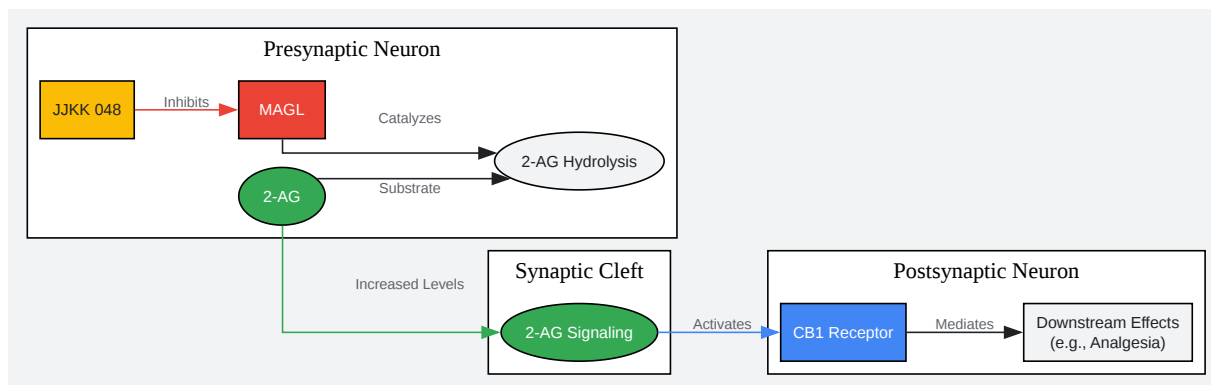 Presynaptic Neuron
JJKK 048
Inhibits
MAGL
Catalyzes
2-AG Hydrolysis
2-AG
Substrate
Increased Levels
Synaptic Cleft
2-AG Signaling
Activates
Postsynaptic Neuron
CB1 Receptor
Mediates
Downstream Effects
(e.g., Analgesia)